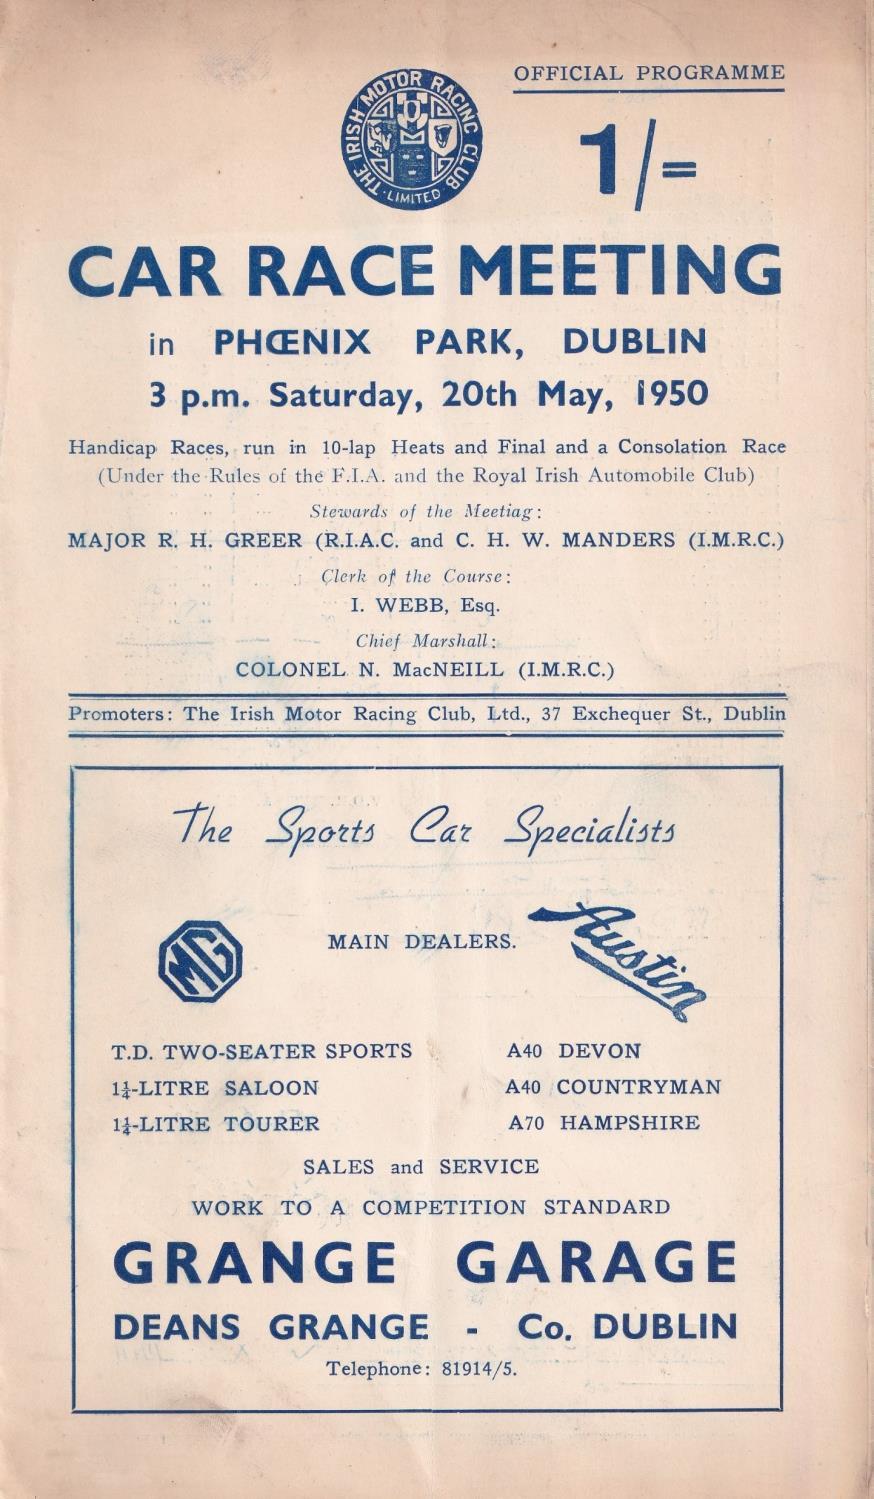 OFFICIAL PROGRAMME
THE IRISH MOTOR RACING CLUB
· LIMITED ·
1/=
CAR RACE MEETING
in PHŒNIX PARK, DUBLIN
3 p.m. Saturday, 20th May, 1950
Handicap Races, run in 10-lap Heats and Final and a Consolation Race
(Under the Rules of the F.I.A. and the Royal Irish Automobile Club)
Stewards of the Meetiag:
MAJOR R. H. GREER (R.I.A.C. and C. H. W. MANDERS (I.M.R.C.)
Clerk of the Course:
I. WEBB, Esq.
Chief Marshall:
COLONEL N. MacNEILL (I.M.R.C.)
Promoters: The Irish Motor Racing Club, Ltd., 37 Exchequer St., Dublin
The Sports Car Specialists
MG
MAIN DEALERS.
Austin
T.D. TWO-SEATER SPORTS A40 DEVON
1¼-LITRE SALOON A40 COUNTRYMAN
1¼-LITRE TOURER A70 HAMPSHIRE
SALES and SERVICE
WORK TO A COMPETITION STANDARD
GRANGE GARAGE
DEANS GRANGE - Co. DUBLIN
Telephone: 81914/5.